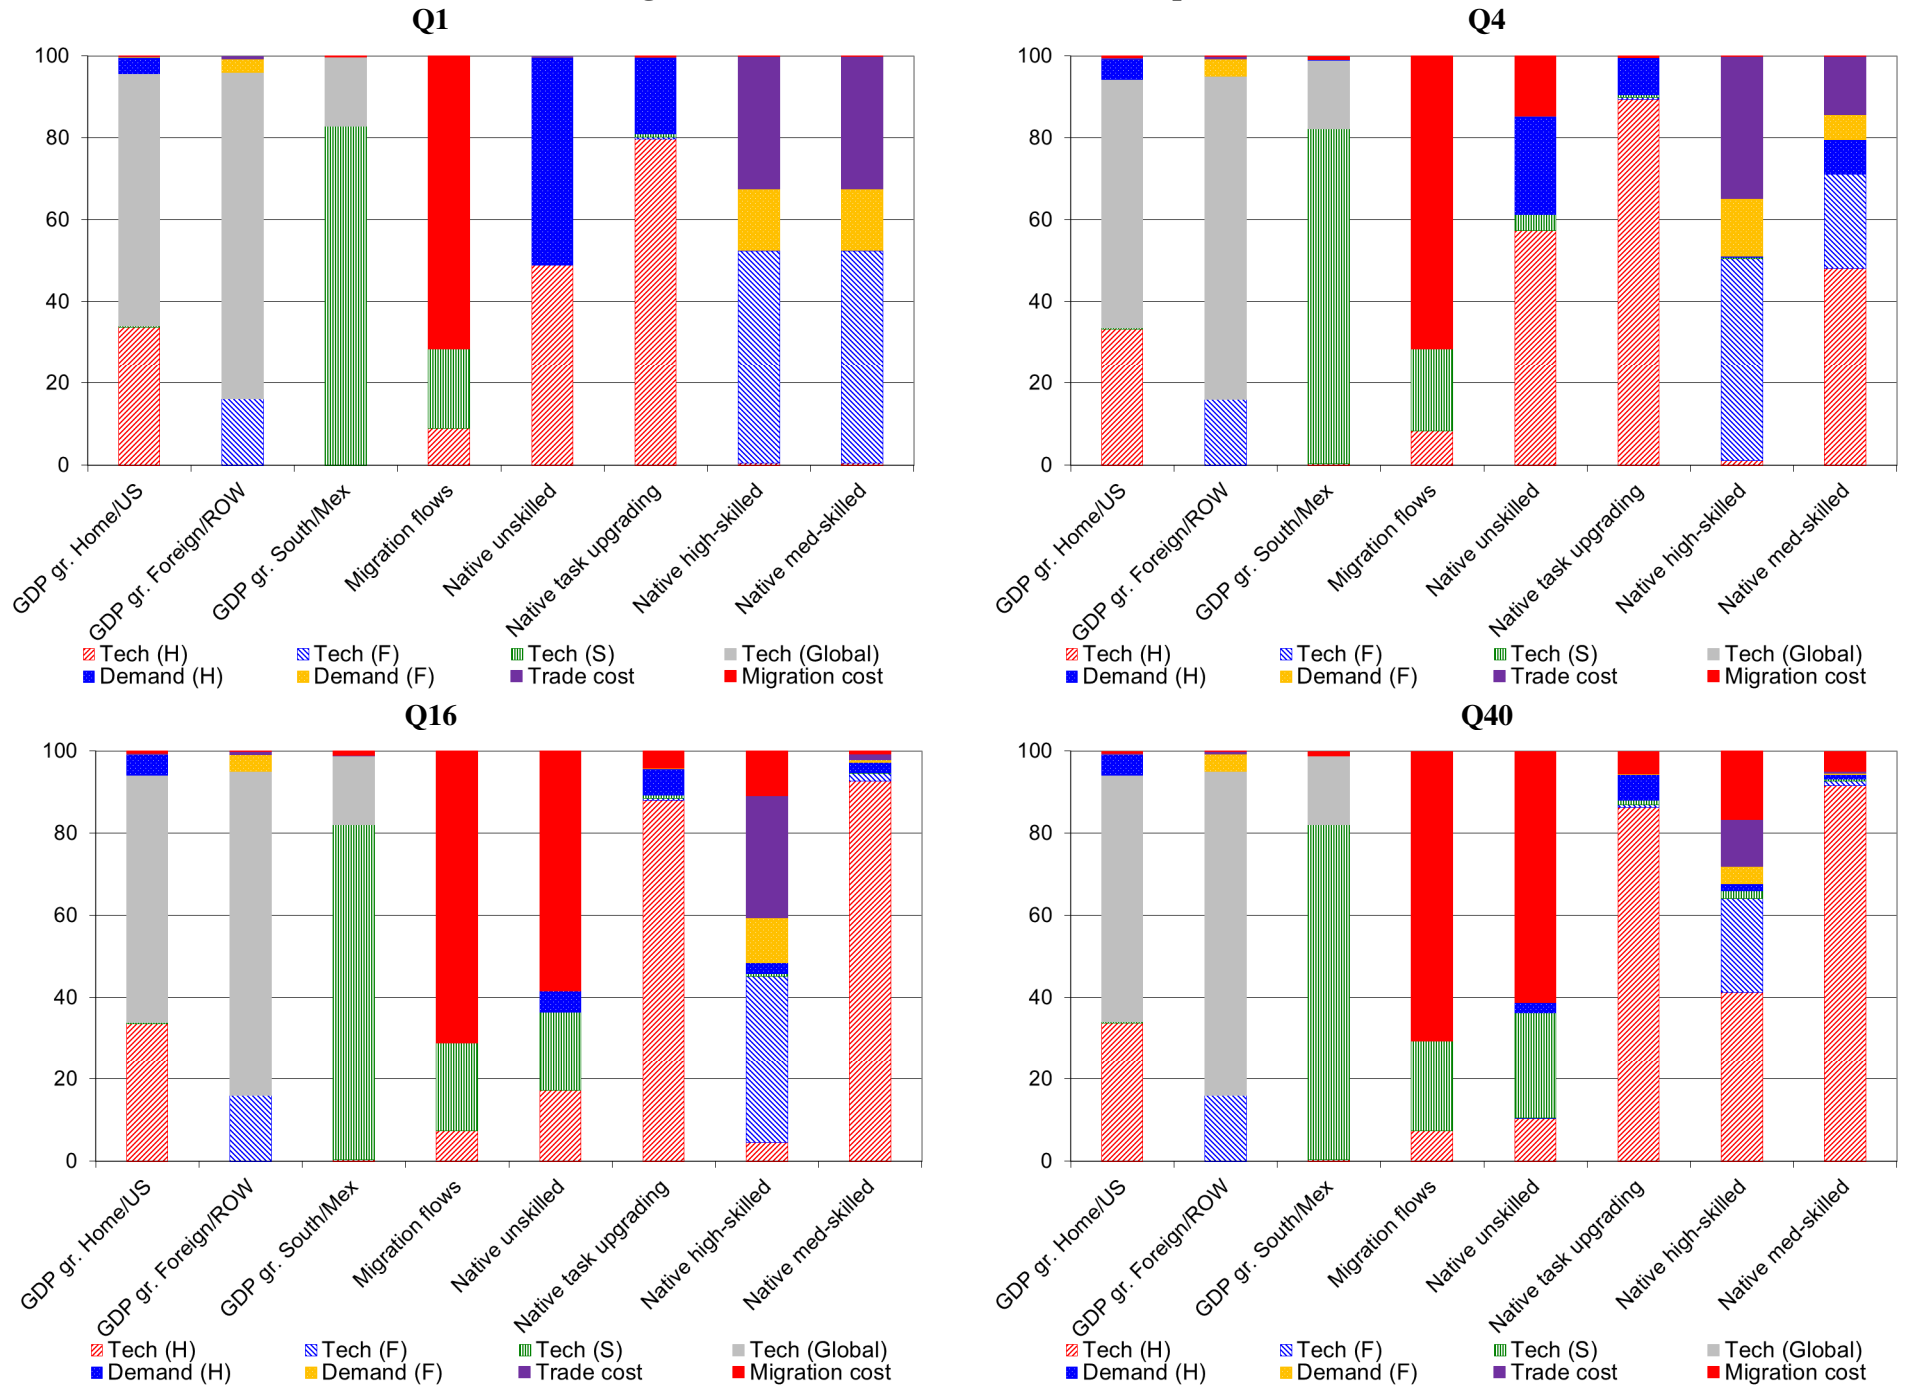 Q1
100
80
60
40
20
0
GDP gr. Home/US
GDP gr. Foreign/ROW
GDP gr. South/Mex
Migration flows
Native unskilled
Native task upgrading
Native high-skilled
Native med-skilled
Tech (H) Tech (F) Tech (S) Tech (Global)
Demand (H) Demand (F) Trade cost Migration cost
Q4
100
80
60
40
20
0
GDP gr. Home/US
GDP gr. Foreign/ROW
GDP gr. South/Mex
Migration flows
Native unskilled
Native task upgrading
Native high-skilled
Native med-skilled
Tech (H) Tech (F) Tech (S) Tech (Global)
Demand (H) Demand (F) Trade cost Migration cost
Q16
100
80
60
40
20
0
GDP gr. Home/US
GDP gr. Foreign/ROW
GDP gr. South/Mex
Migration flows
Native unskilled
Native task upgrading
Native high-skilled
Native med-skilled
Tech (H) Tech (F) Tech (S) Tech (Global)
Demand (H) Demand (F) Trade cost Migration cost
Q40
100
80
60
40
20
0
GDP gr. Home/US
GDP gr. Foreign/ROW
GDP gr. South/Mex
Migration flows
Native unskilled
Native task upgrading
Native high-skilled
Native med-skilled
Tech (H) Tech (F) Tech (S) Tech (Global)
Demand (H) Demand (F) Trade cost Migration cost